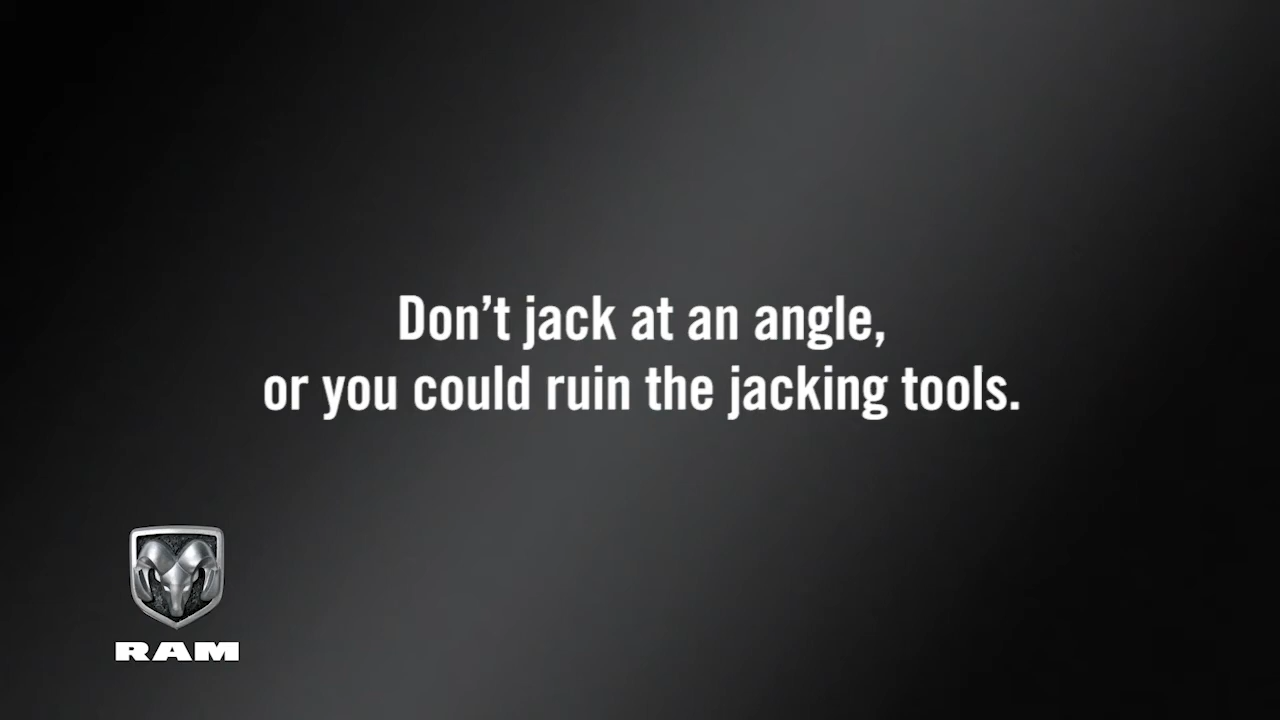 Don’t jack at an angle,
or you could ruin the jacking tools.
RAM